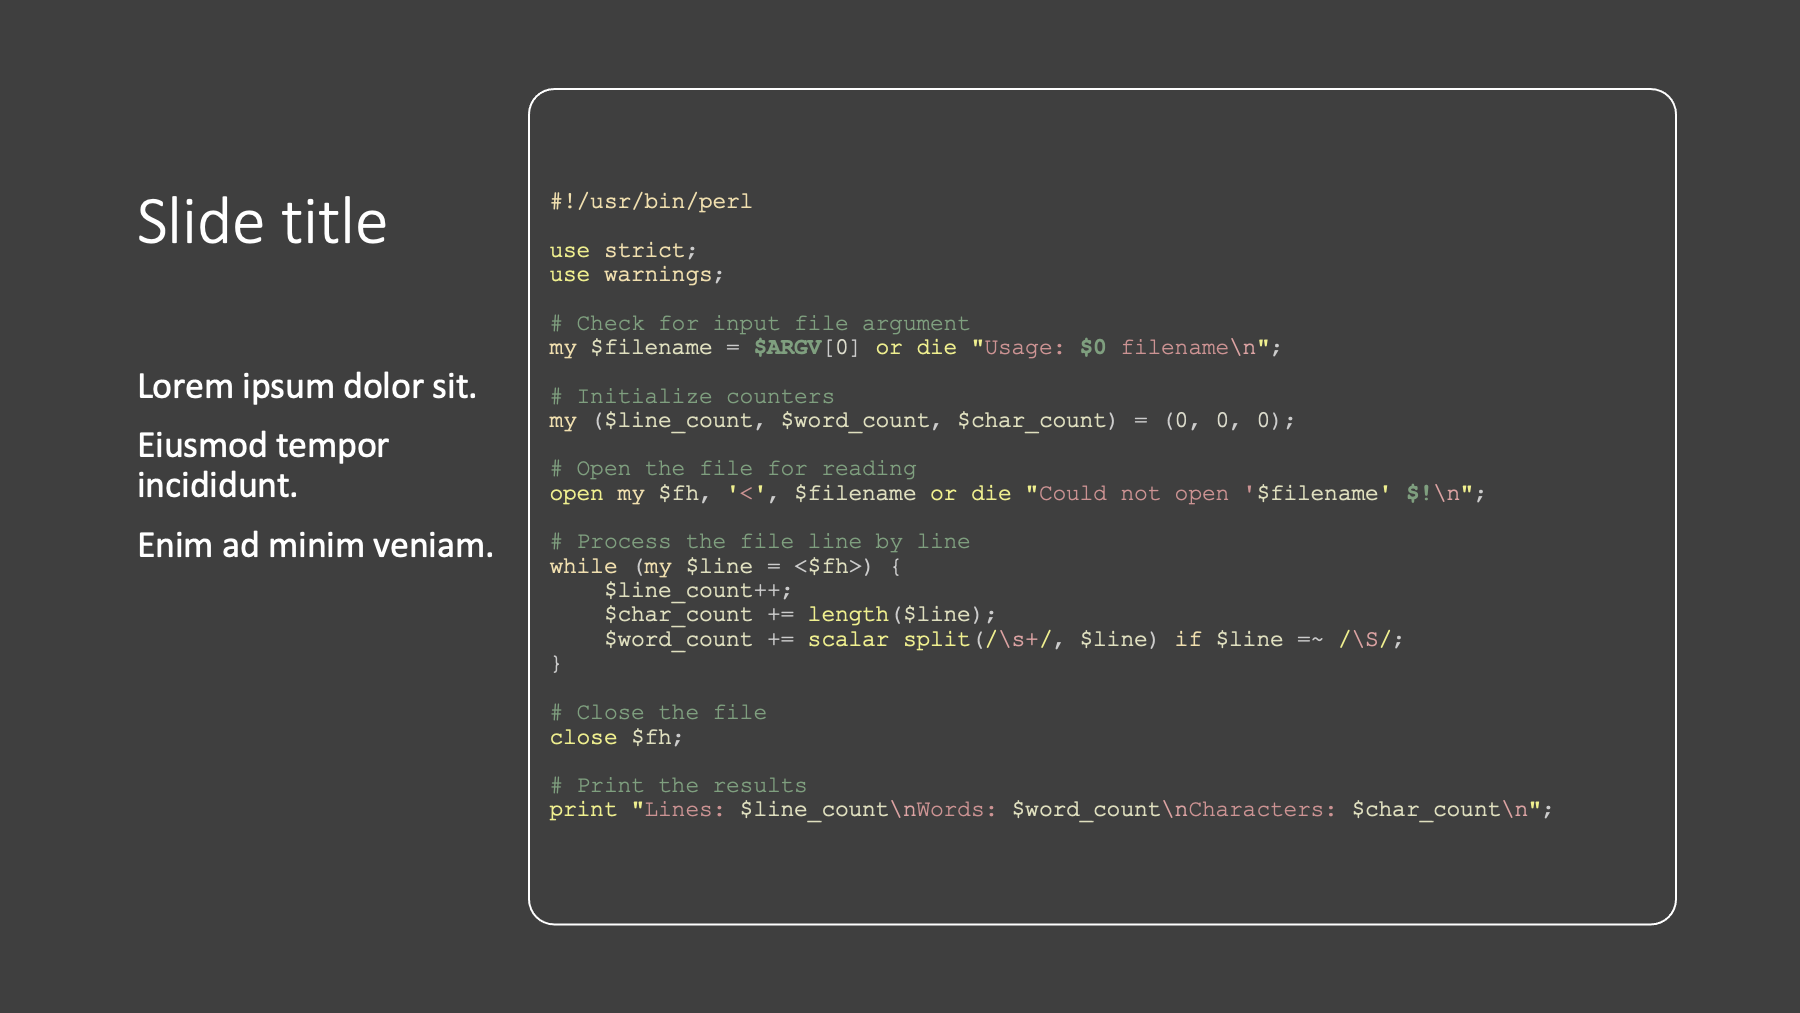 Slide title
Lorem ipsum dolor sit.
Eiusmod tempor
incididunt.
Enim ad minim veniam.
#!/usr/bin/perl
use strict;
use warnings;
# Check for input file argument
my $filename = $ARGV[0] or die "Usage: $0 filename\n";
# Initialize counters
my ($line_count, $word_count, $char_count) = (0, 0, 0);
# Open the file for reading
open my $fh, '<', $filename or die "Could not open '$filename' $!\n";
# Process the file line by line
while (my $line = <$fh>) {
    $line_count++;
    $char_count += length($line);
    $word_count += scalar split(/\s+/, $line) if $line =~ /\S/;
}
# Close the file
close $fh;
# Print the results
print "Lines: $line_count\nWords: $word_count\nCharacters: $char_count\n";